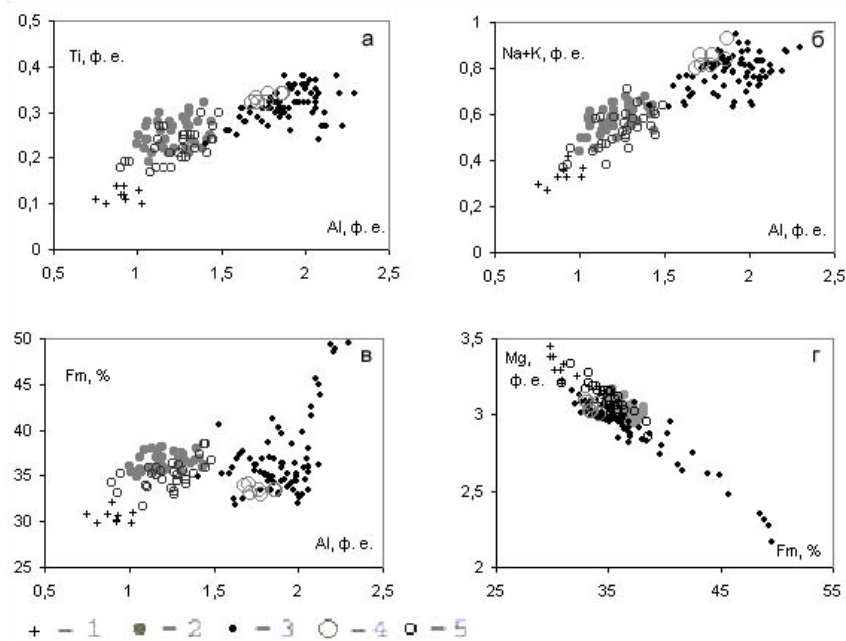 0,5 а 1 б
Ti, ф. е. Na+K, ф. е.
0,4 0,8
0,3 0,6
0,2 0,4
0,1 0,2
Al, ф. е. Al, ф. е.
0 0
0,5 1 1,5 2 2,5 0,5 1 1,5 2 2,5
50 в 3,5 г
Fm, % Mg, ф. е.
45
40 3
35
30 2,5
Al, ф. е. Fm, %
25 2
0,5 1 1,5 2 2,5 25 35 45 55
+ – 1 – 2 – 3 – 4 – 5